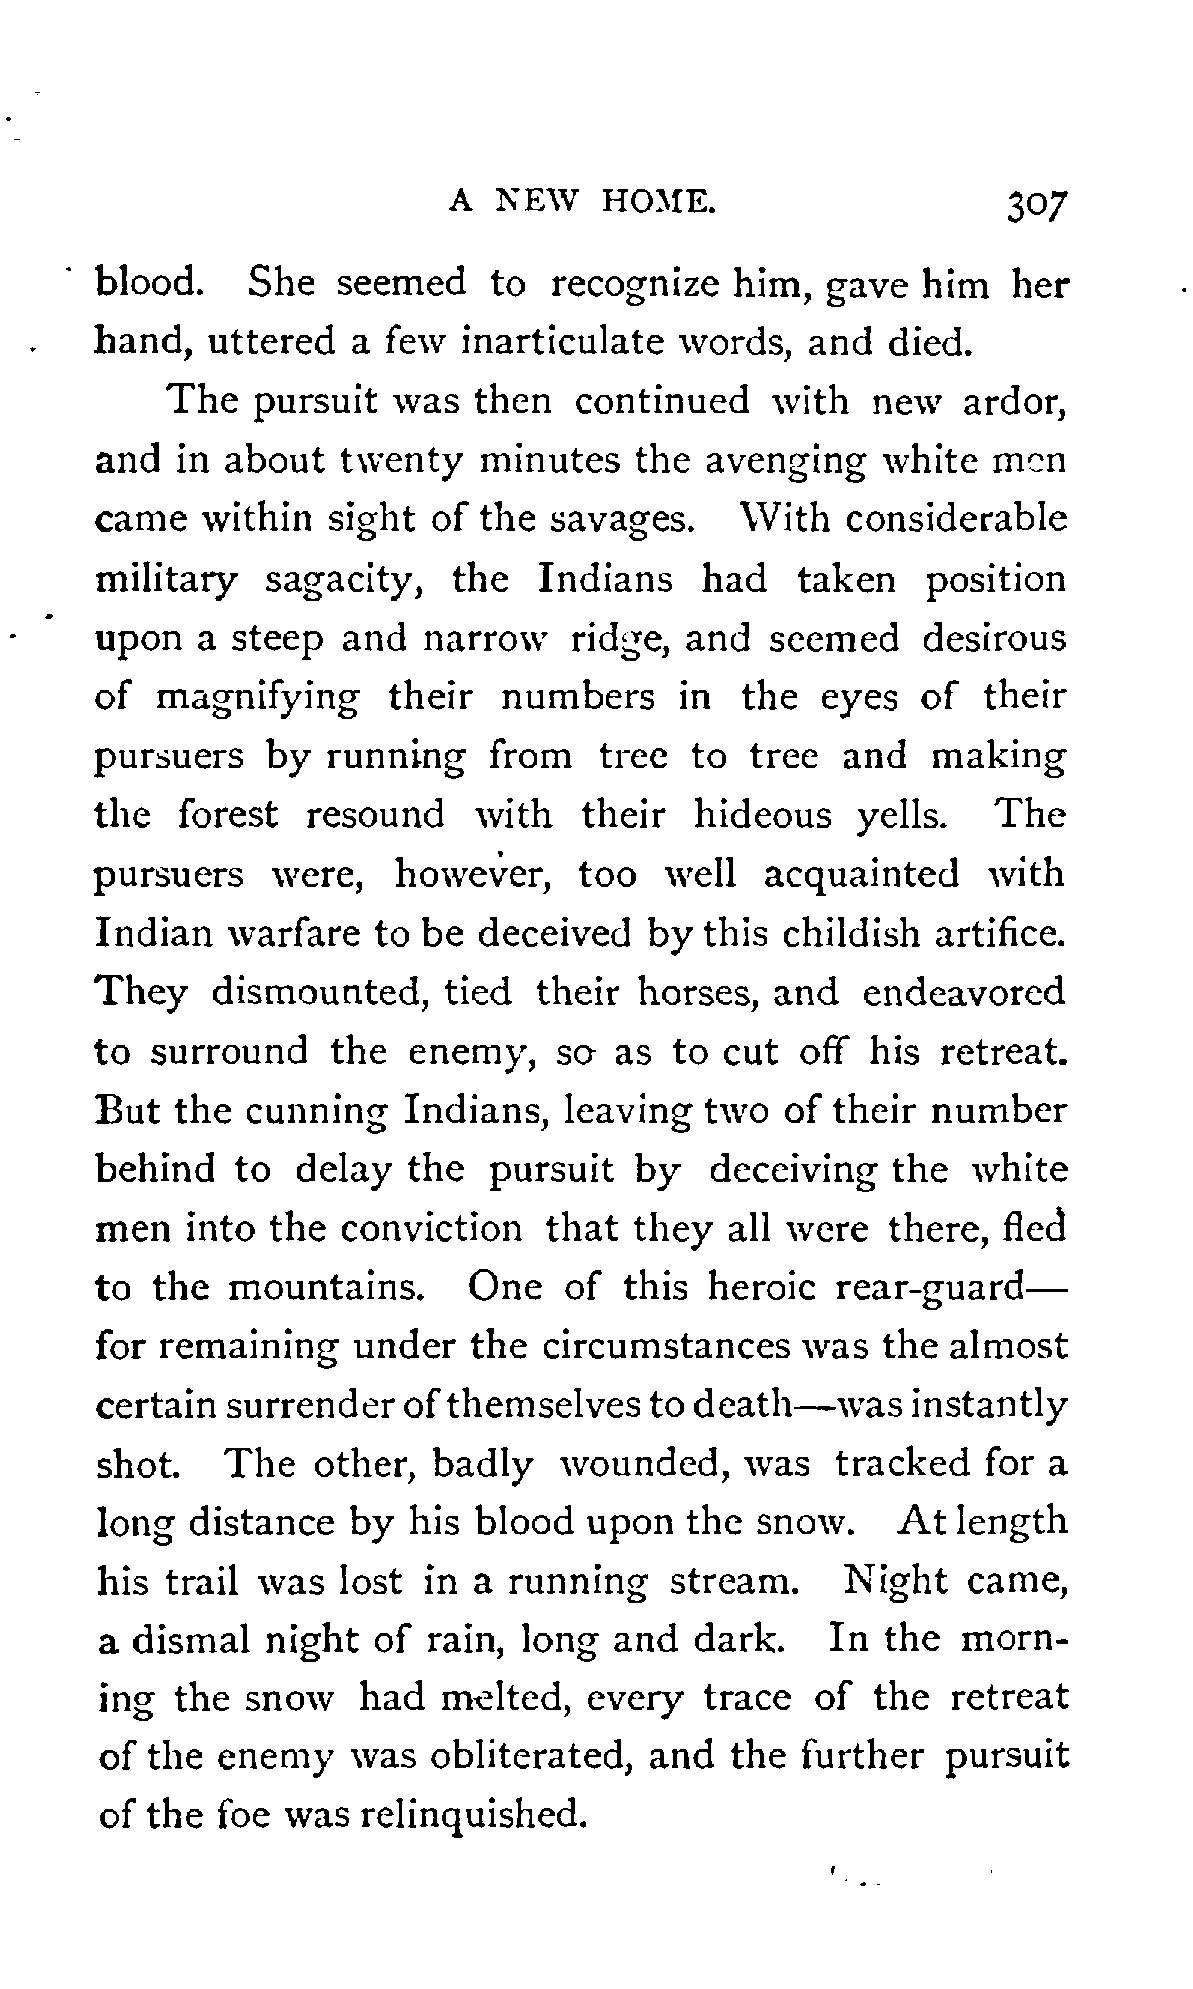 A NEW HOME. 307
blood. She seemed to recognize him, gave him her
hand, uttered a few inarticulate words, and died.
The pursuit was then continued with new ardor,
and in about twenty minutes the avenging white men
came within sight of the savages. With considerable
military sagacity, the Indians had taken position
upon a steep and narrow ridge, and seemed desirous
of magnifying their numbers in the eyes of their
pursuers by running from tree to tree and making
the forest resound with their hideous yells. The
pursuers were, however, too well acquainted with
Indian warfare to be deceived by this childish artifice.
They dismounted, tied their horses, and endeavored
to surround the enemy, so as to cut off his retreat.
But the cunning Indians, leaving two of their number
behind to delay the pursuit by deceiving the white
men into the conviction that they all were there, fled
to the mountains. One of this heroic rear-guard—
for remaining under the circumstances was the almost
certain surrender of themselves to death—was instantly
shot. The other, badly wounded, was tracked for a
long distance by his blood upon the snow. At length
his trail was lost in a running stream. Night came,
a dismal night of rain, long and dark. In the morn-
ing the snow had melted, every trace of the retreat
of the enemy was obliterated, and the further pursuit
of the foe was relinquished.